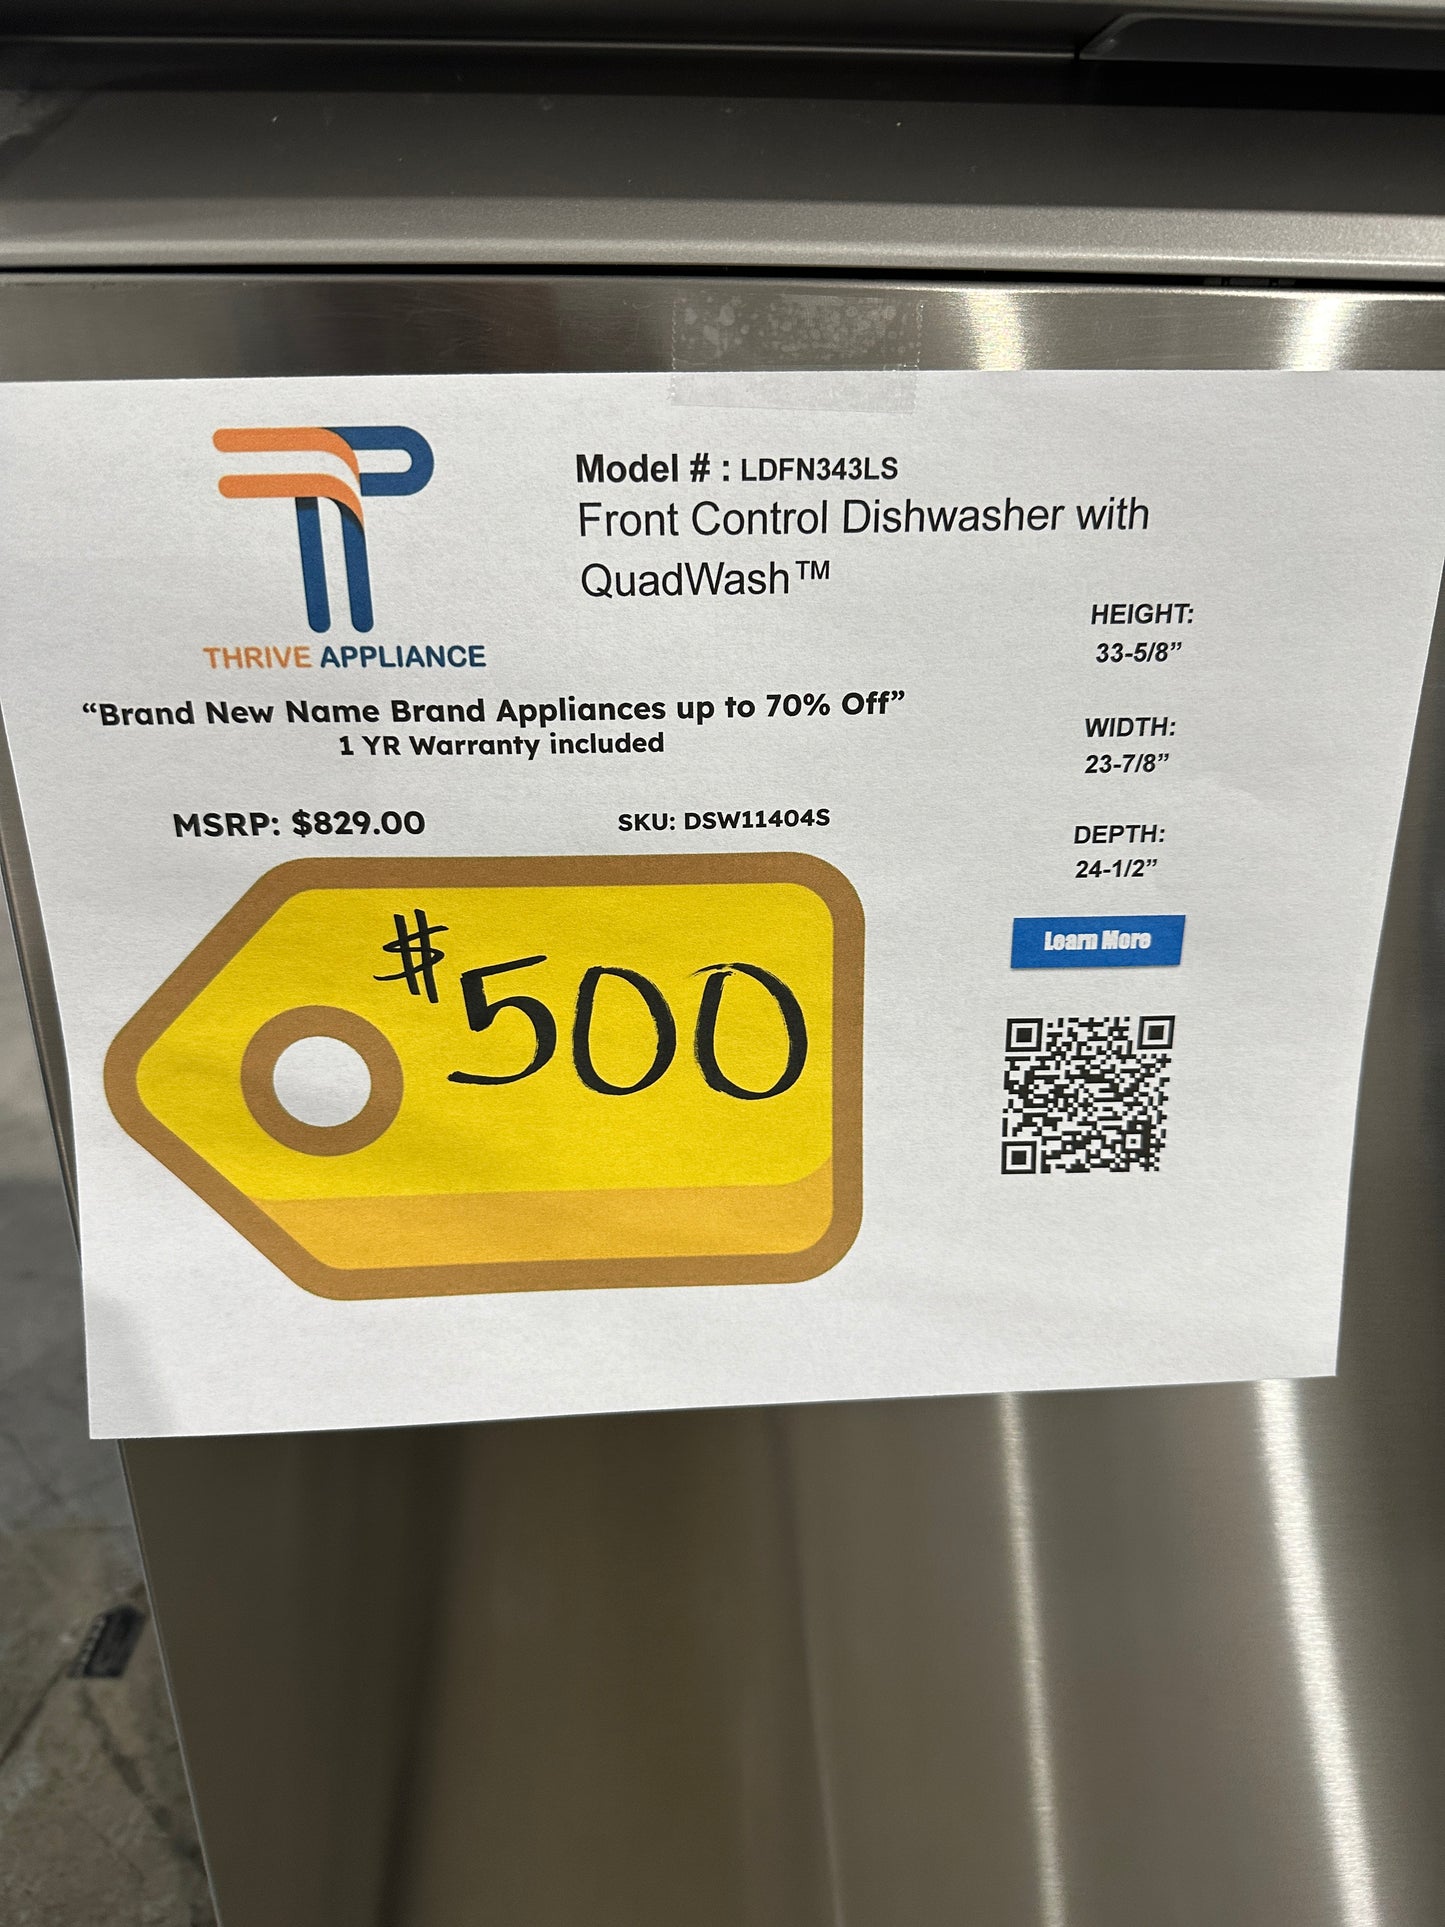 Model # : LDFN343LS
Front Control Dishwasher with
QuadWash™
THRIVE APPLIANCE
“Brand New Name Brand Appliances up to 70% Off”
1 YR Warranty included
MSRP: $829.00
SKU: DSW11404S
$500
HEIGHT:
33-5/8”
WIDTH:
23-7/8”
DEPTH:
24-1/2”
Learn More